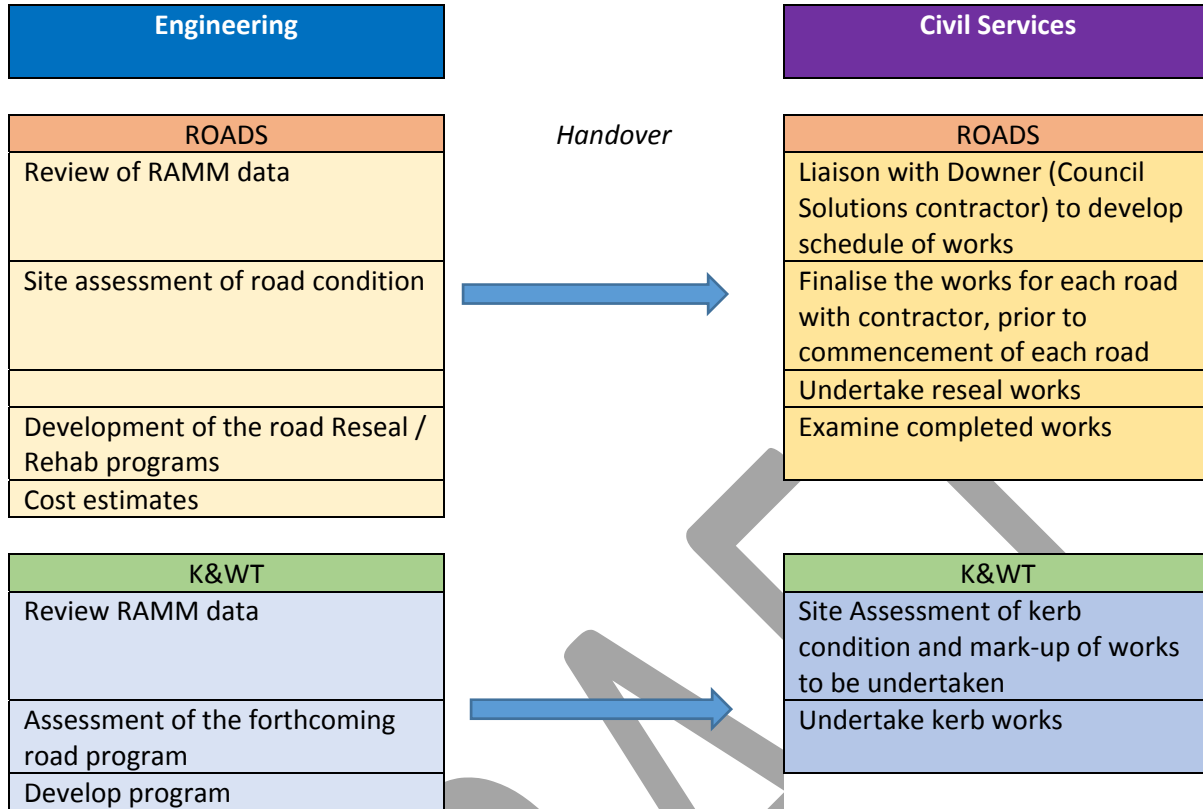 Engineering
Civil Services
ROADS
Handover
ROADS
Review of RAMM data
Liaison with Downer (Council
Solutions contractor) to develop
schedule of works
Site assessment of road condition
Finalise the works for each road
with contractor, prior to
commencement of each road
Undertake reseal works
Development of the road Reseal /
Rehab programs
Examine completed works
Cost estimates
K&WT
K&WT
Review RAMM data
Site Assessment of kerb
condition and mark-up of works
to be undertaken
Assessment of the forthcoming
road program
Undertake kerb works
Develop program